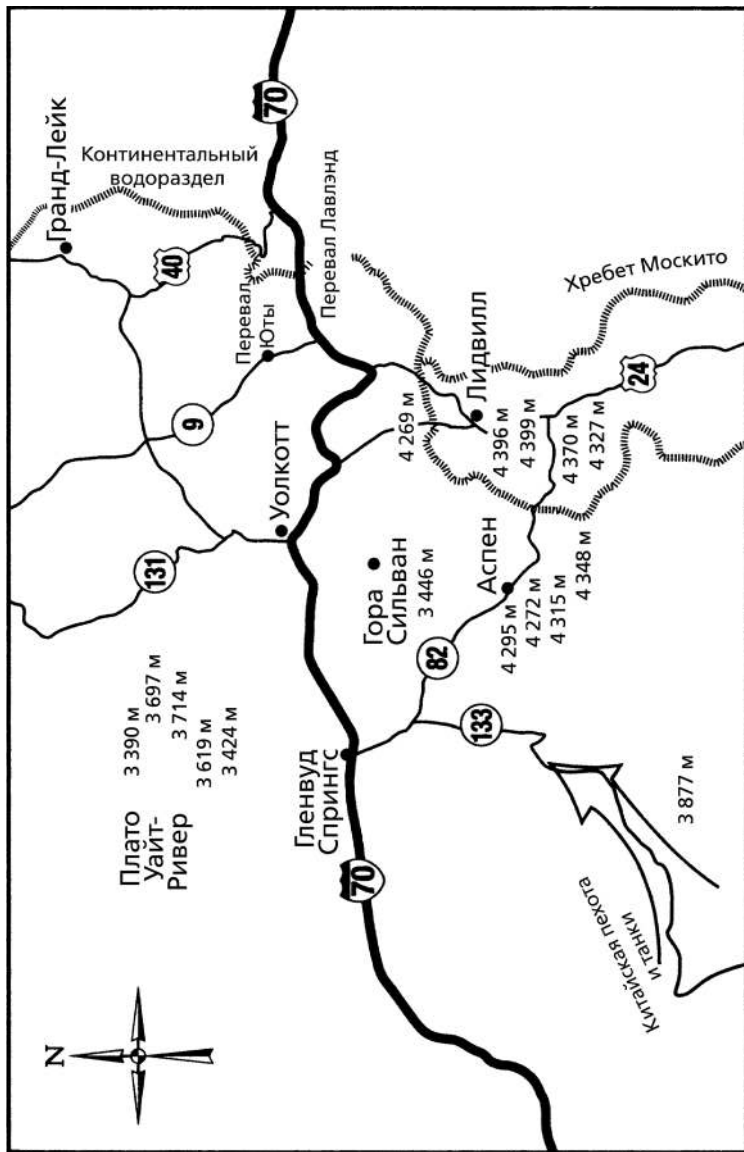 N
Плато
Уайт-
Ривер
3 390 м
3 697 м
3 714 м
3 619 м
3 424 м
131
9
40
Гранд-Лейк
Континентальный
водораздел
Перевал
Юты
70
Перевал Лавлэнд
Уолкотт
Гленвуд
Спрингс
70
Гора
Сильван
3 446 м
82
133
Аспен
4 295 м
4 272 м
4 315 м
4 348 м
4 269 м
Лидвилл
4 396 м
4 399 м
4 370 м
4 327 м
24
Хребет Москито
Китайская пехота
и танки
3 877 м